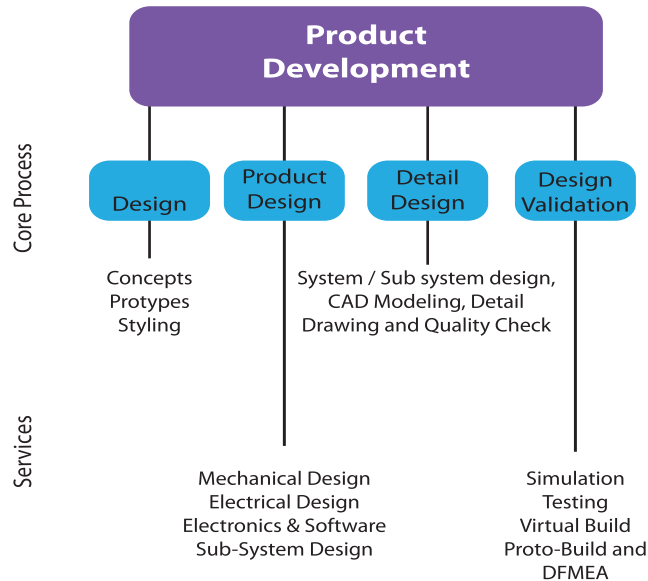 Product
Development
Core Process
Design
Product
Design
Detail
Design
Design
Validation
Concepts
Protypes
Styling
System / Sub system design,
CAD Modeling, Detail
Drawing and Quality Check
Services
Mechanical Design
Electrical Design
Electronics & Software
Sub-System Design
Simulation
Testing
Virtual Build
Proto-Build and
DFMEA